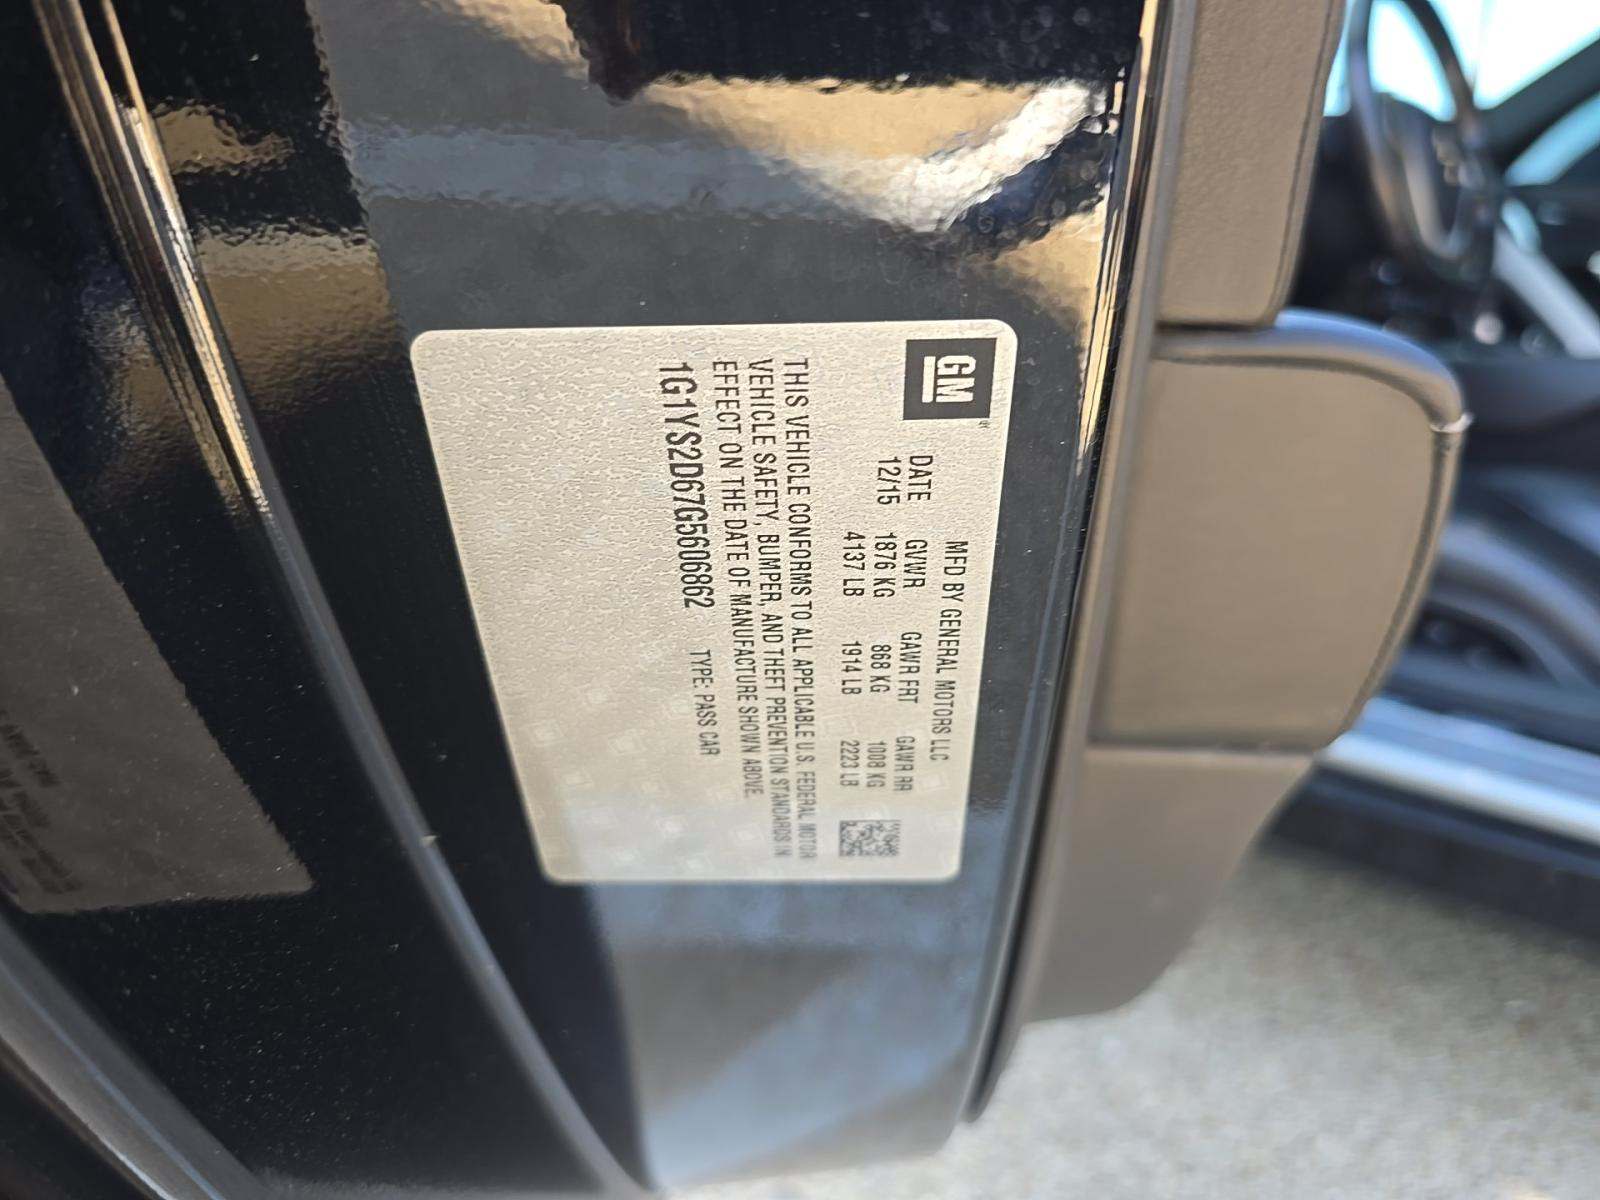 GM
MFD BY GENERAL MOTORS LLC
DATE GVWR GAWR FRT GAWR RR
12/15 1876 KG 868 KG 1008 KG
4137 LB 1914 LB 2223 LB
THIS VEHICLE CONFORMS TO ALL APPLICABLE U.S. FEDERAL MOTOR
VEHICLE SAFETY, BUMPER, AND THEFT PREVENTION STANDARDS IN
EFFECT ON THE DATE OF MANUFACTURE SHOWN ABOVE.
1G1YS2D67G5606862 TYPE: PASS CAR